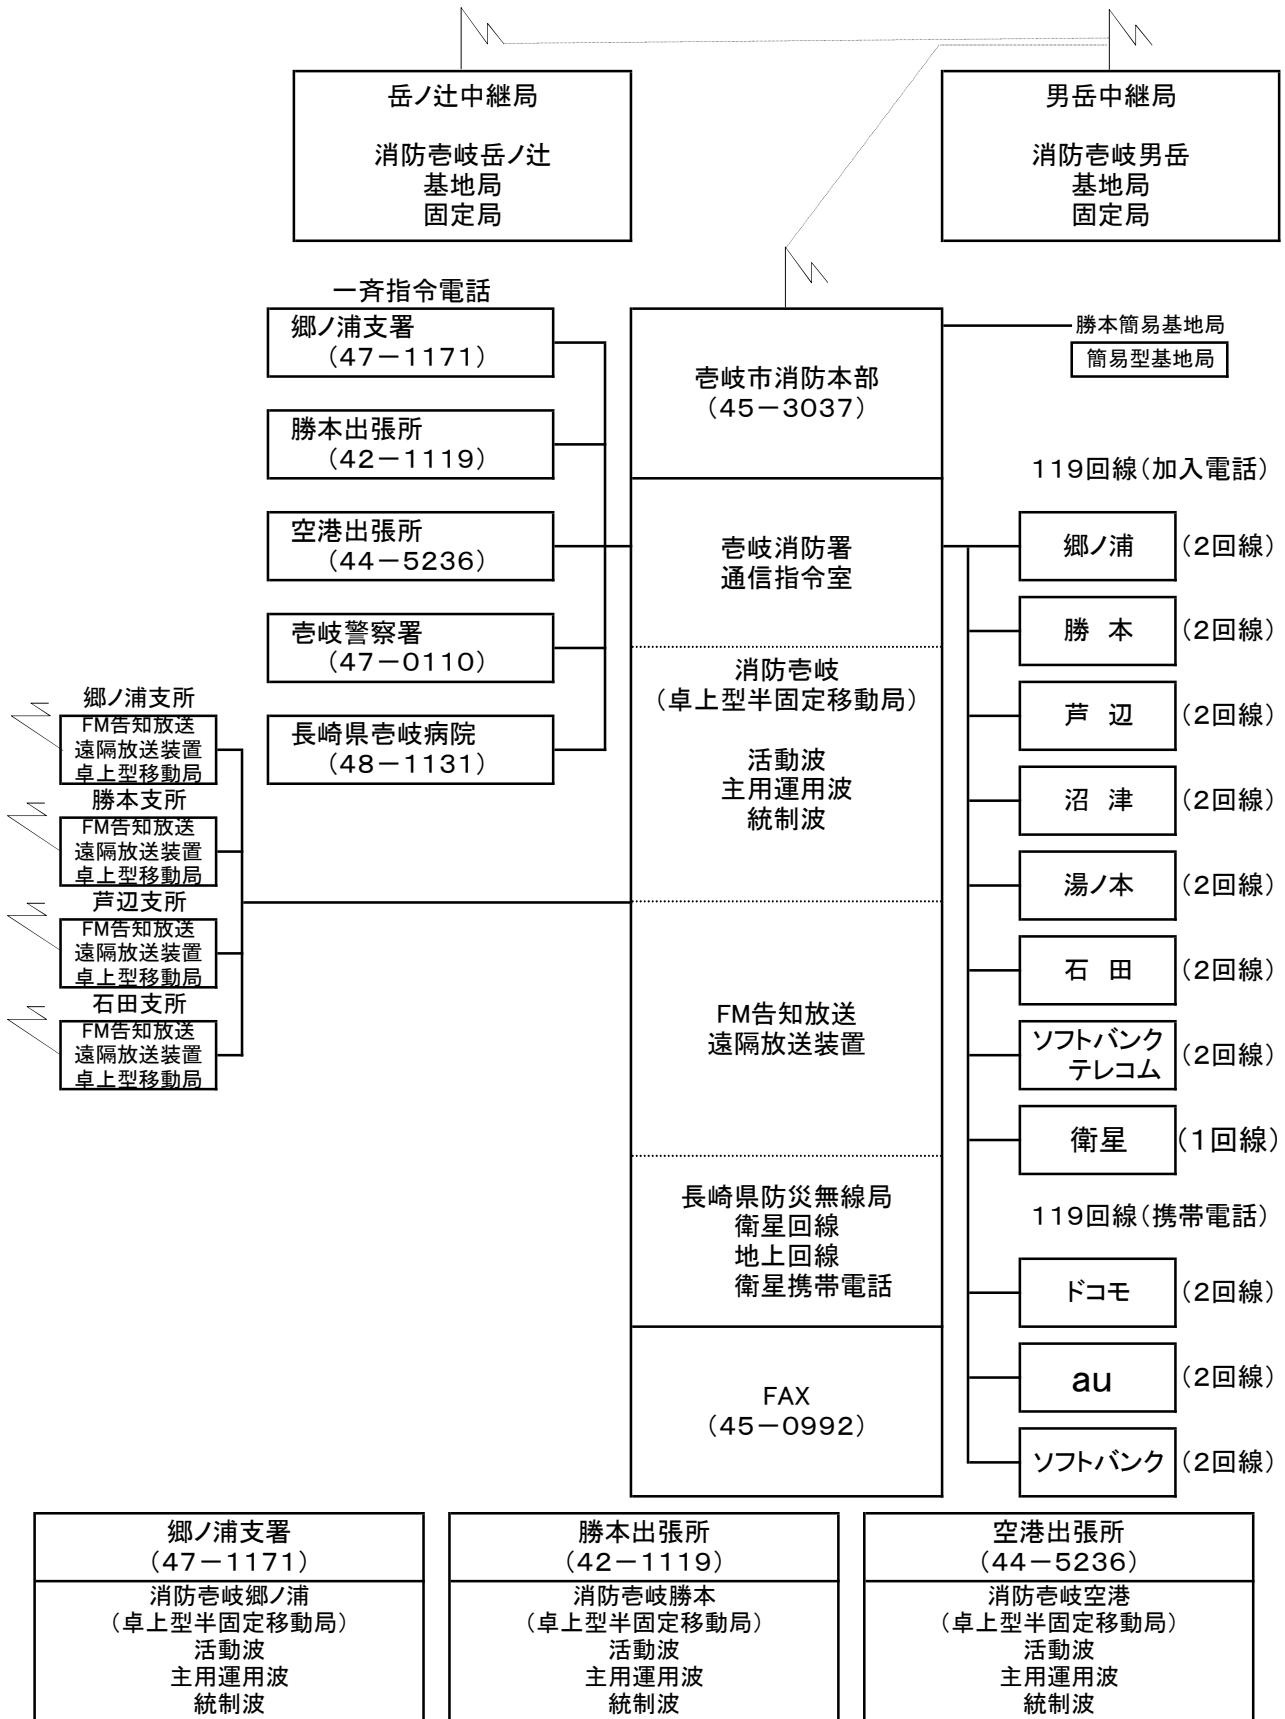 岳ノ辻中継局
消防壱岐岳ノ辻
基地局
固定局
男岳中継局
消防壱岐男岳
基地局
固定局
一斉指令電話
郷ノ浦支署
(47－1171)
勝本出張所
(42－1119)
空港出張所
(44－5236)
壱岐警察署
(47－0110)
長崎県壱岐病院
(48－1131)
郷ノ浦支所
FM告知放送
遠隔放送装置
卓上型移動局
勝本支所
FM告知放送
遠隔放送装置
卓上型移動局
芦辺支所
FM告知放送
遠隔放送装置
卓上型移動局
石田支所
FM告知放送
遠隔放送装置
卓上型移動局
壱岐市消防本部
(45－3037)
壱岐消防署
通信指令室
消防壱岐
(卓上型半固定移動局)
活動波
主用運用波
統制波
FM告知放送
遠隔放送装置
長崎県防災無線局
衛星回線
地上回線
衛星携帯電話
FAX
(45－0992)
勝本簡易基地局
簡易型基地局
119回線(加入電話)
郷ノ浦 (2回線)
勝 本 (2回線)
芦 辺 (2回線)
沼 津 (2回線)
湯ノ本 (2回線)
石 田 (2回線)
ソフトバンク
テレコム (2回線)
衛星 (1回線)
119回線(携帯電話)
ドコモ (2回線)
au (2回線)
ソフトバンク (2回線)
郷ノ浦支署
(47－1171)
消防壱岐郷ノ浦
(卓上型半固定移動局)
活動波
主用運用波
統制波
勝本出張所
(42－1119)
消防壱岐勝本
(卓上型半固定移動局)
活動波
主用運用波
統制波
空港出張所
(44－5236)
消防壱岐空港
(卓上型半固定移動局)
活動波
主用運用波
統制波